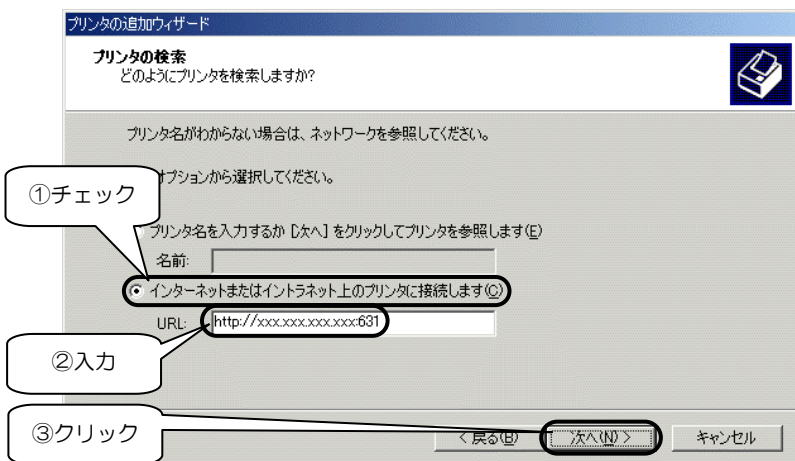 プリンタの追加ウィザード
プリンタの検索
どのようにプリンタを検索しますか?
プリンタ名がわからない場合は、ネットワークを参照してください。
オプションから選択してください。
①チェック
プリンタ名を入力するか [次へ] をクリックしてプリンタを参照します(E)
名前:
インターネットまたはイントラネット上のプリンタに接続します(C)
URL: http://xxx.xxx.xxx.xxx:631
②入力
③クリック
< 戻る(B) 次へ(N) > キャンセル